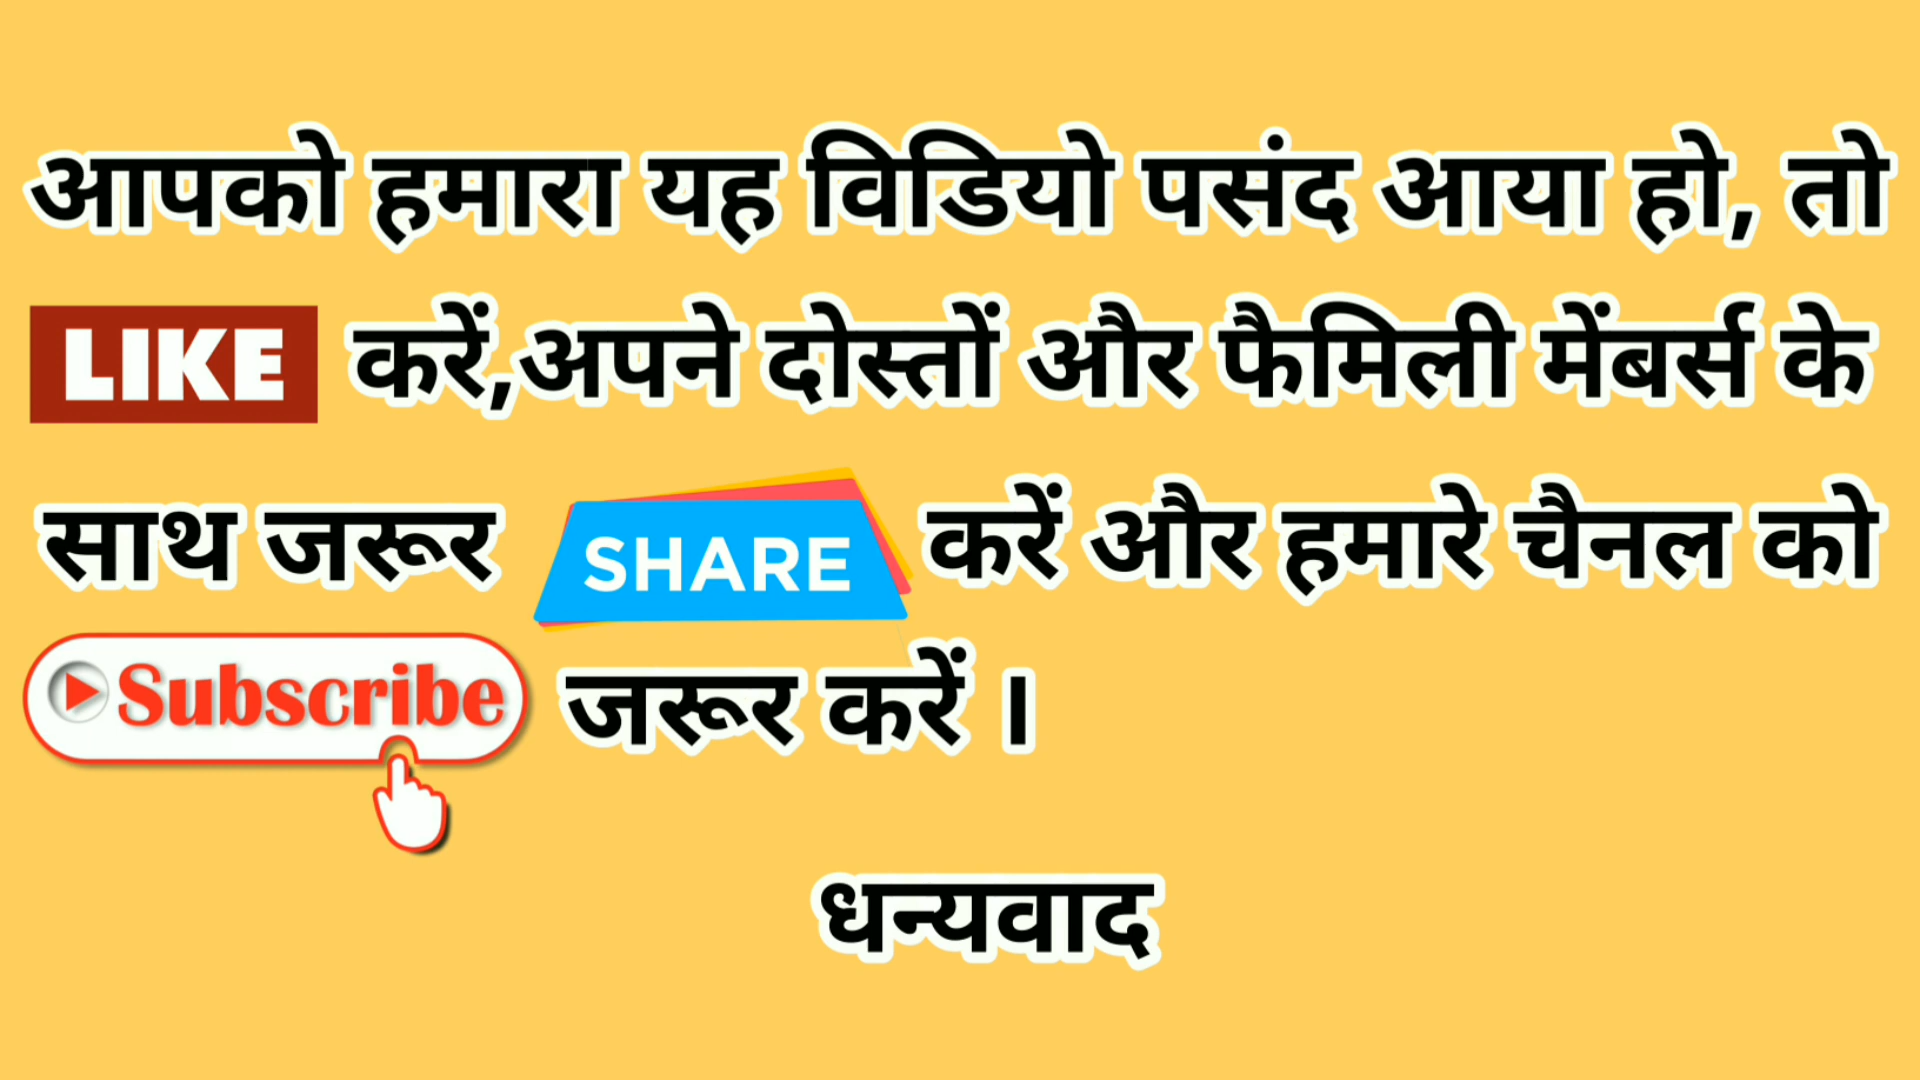 आपको हमारा यह विडियो पसंद आया हो, तो
LIKE करें,अपने दोस्तों और फैमिली मेंबर्स के
साथ जरूर SHARE करें और हमारे चैनल को
Subscribe जरूर करें ।
धन्यवाद